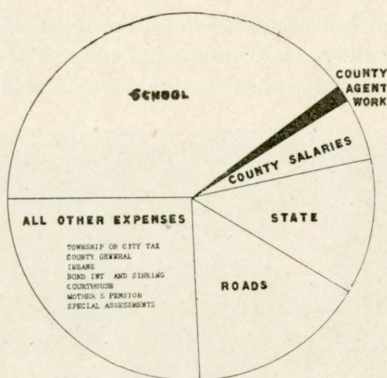 SCHOOL
COUNTY
AGENT
WORK
COUNTY SALARIES
STATE
ROADS
ALL OTHER EXPENSES
TOWNSHIP OR CITY TAX
COUNTY GENERAL
INSANE
BOND INT AND SINKING
COURTHOUSE
MOTHER S PENSION
SPECIAL ASSESSMENTS